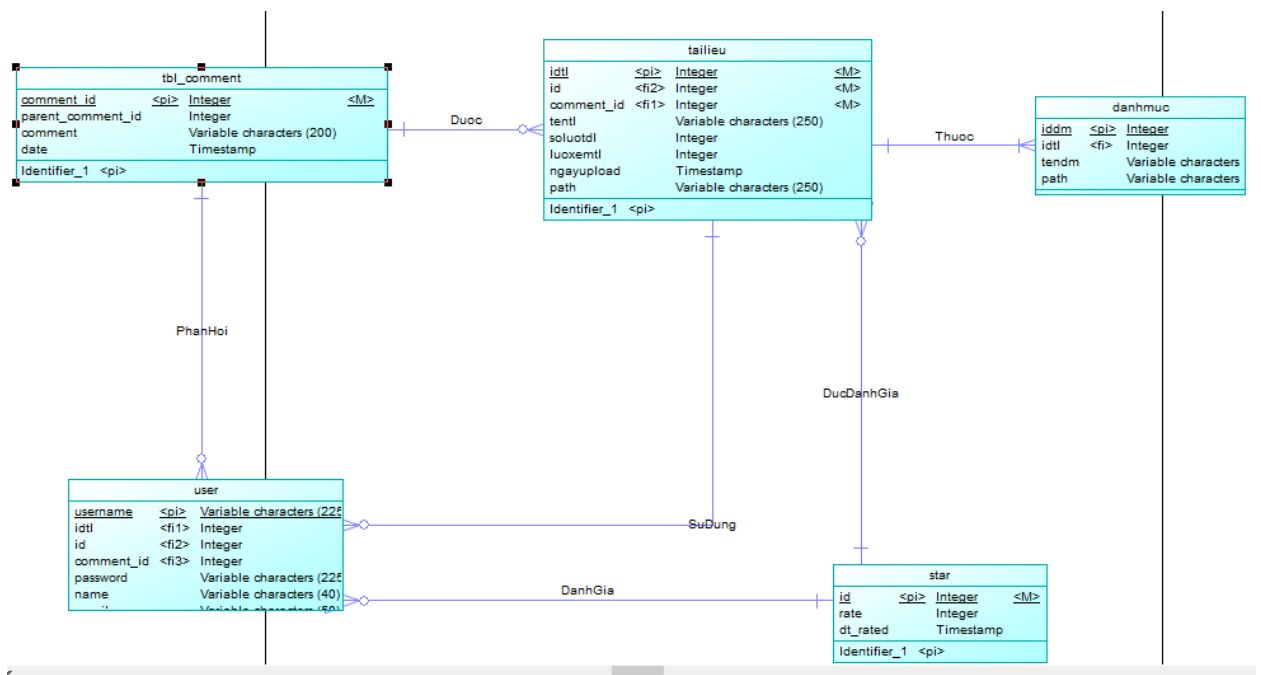 tbl_comment
comment_id <pi> Integer <M>
parent_comment_id Integer
comment Variable characters (200)
date Timestamp
Identifier_1 <pi>
Duoc
tailieu
idtl <pi> Integer <M>
id <fi2> Integer <M>
comment_id <fi1> Integer <M>
tentl Variable characters (250)
soluotdl Integer
luoxemtl Integer
ngayupload Timestamp
path Variable characters (250)
Identifier_1 <pi>
Thuoc
danhmuc
iddm <pi> Integer
idtl <fi> Integer
tendm Variable characters
path Variable characters
PhanHoi
DucDanhGia
user
username <pi> Variable characters (225
idtl <fi1> Integer
id <fi2> Integer
comment_id <fi3> Integer
password Variable characters (225
name Variable characters (40)
SuDung
DanhGia
star
id <pi> Integer <M>
rate Integer
dt_rated Timestamp
Identifier_1 <pi>